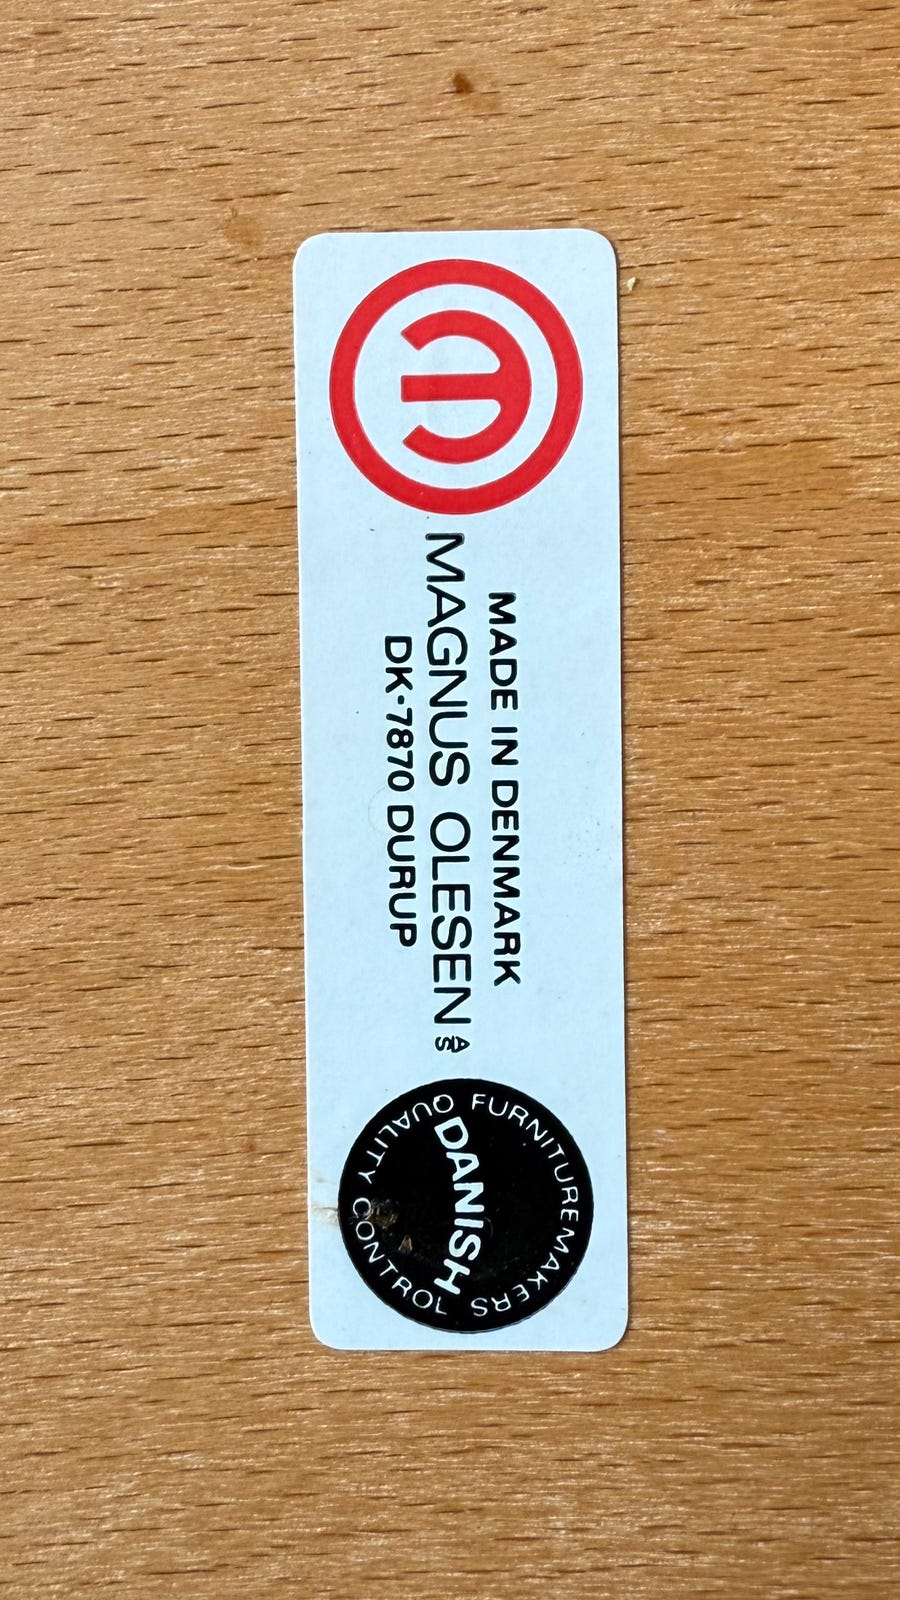 MADE IN DENMARK
MAGNUS OLESEN A/S
DK·7870 DURUP
FURNITUREMAKERS
DANISH
QUALITY CONTROL